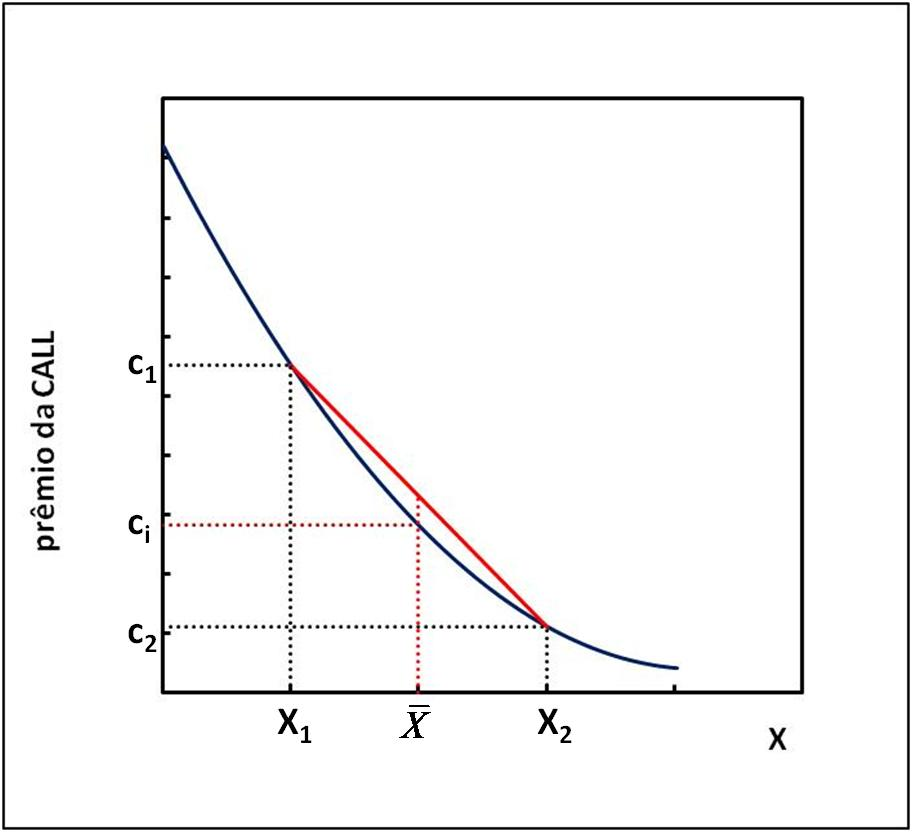 prêmio da CALL
c1
ci
c2
X1
X̅
X2
X